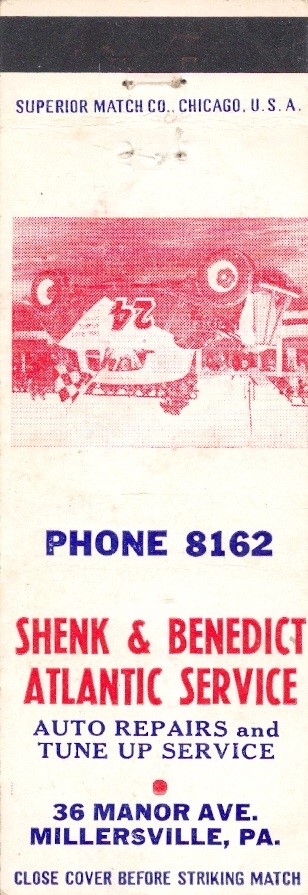 SUPERIOR MATCH CO., CHICAGO, U.S.A.
24
PHONE 8162
SHENK & BENEDICT
ATLANTIC SERVICE
AUTO REPAIRS and
TUNE UP SERVICE
36 MANOR AVE.
MILLERSVILLE, PA.
CLOSE COVER BEFORE STRIKING MATCH